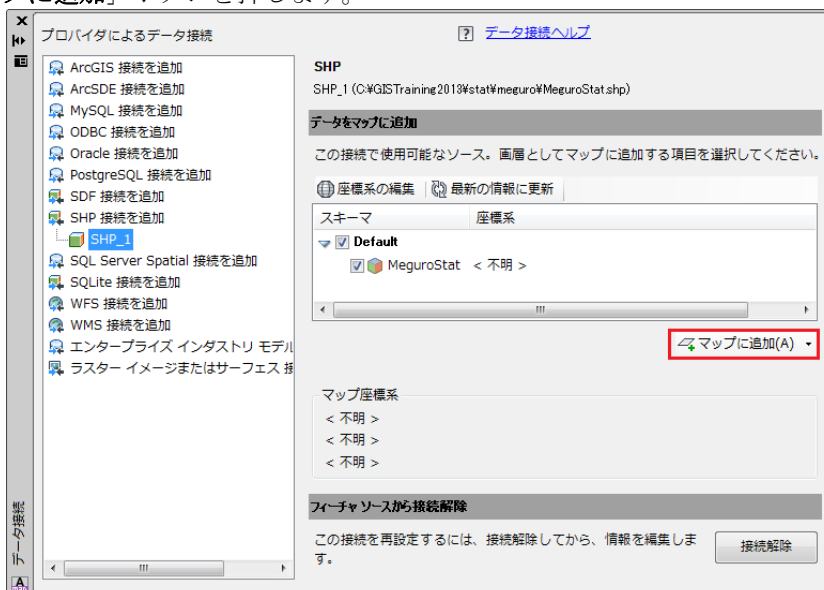 に追加」
を押します。
プロバイダによるデータ接続
データ接続ヘルプ
ArcGIS 接続を追加
ArcSDE 接続を追加
MySQL 接続を追加
ODBC 接続を追加
Oracle 接続を追加
PostgreSQL 接続を追加
SDF 接続を追加
SHP 接続を追加
SHP_1
SQL Server Spatial 接続を追加
SQLite 接続を追加
WFS 接続を追加
WMS 接続を追加
エンタープライズ インダストリ モデル
ラスター イメージまたはサーフェス 接
データ接続
SHP
SHP_1 (C:¥GISTraining2013¥stat¥meguro¥MeguroStat.shp)
データをマップに追加
この接続で使用可能なソース。画層としてマップに追加する項目を選択してください。
座標系の編集 最新の情報に更新
スキーマ 座標系
Default
MeguroStat < 不明 >
マップに追加(A)
マップ座標系
< 不明 >
< 不明 >
< 不明 >
フィーチャ ソースから接続解除
この接続を再設定するには、接続解除してから、情報を編集しま
す。
接続解除